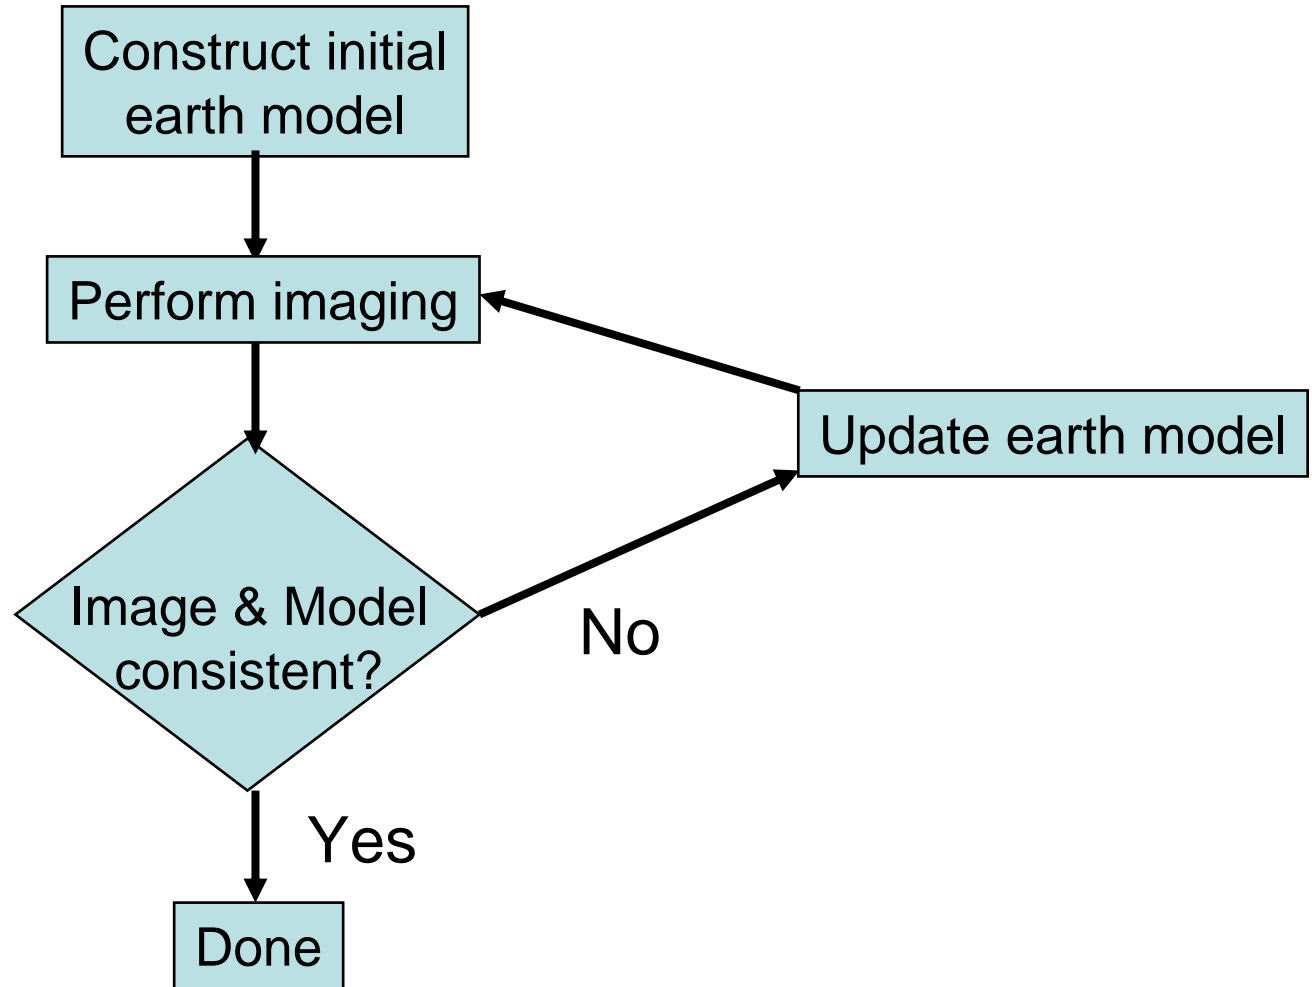 Construct initial
earth model
Perform imaging
Update earth model
Image & Model
consistent?
No
Yes
Done